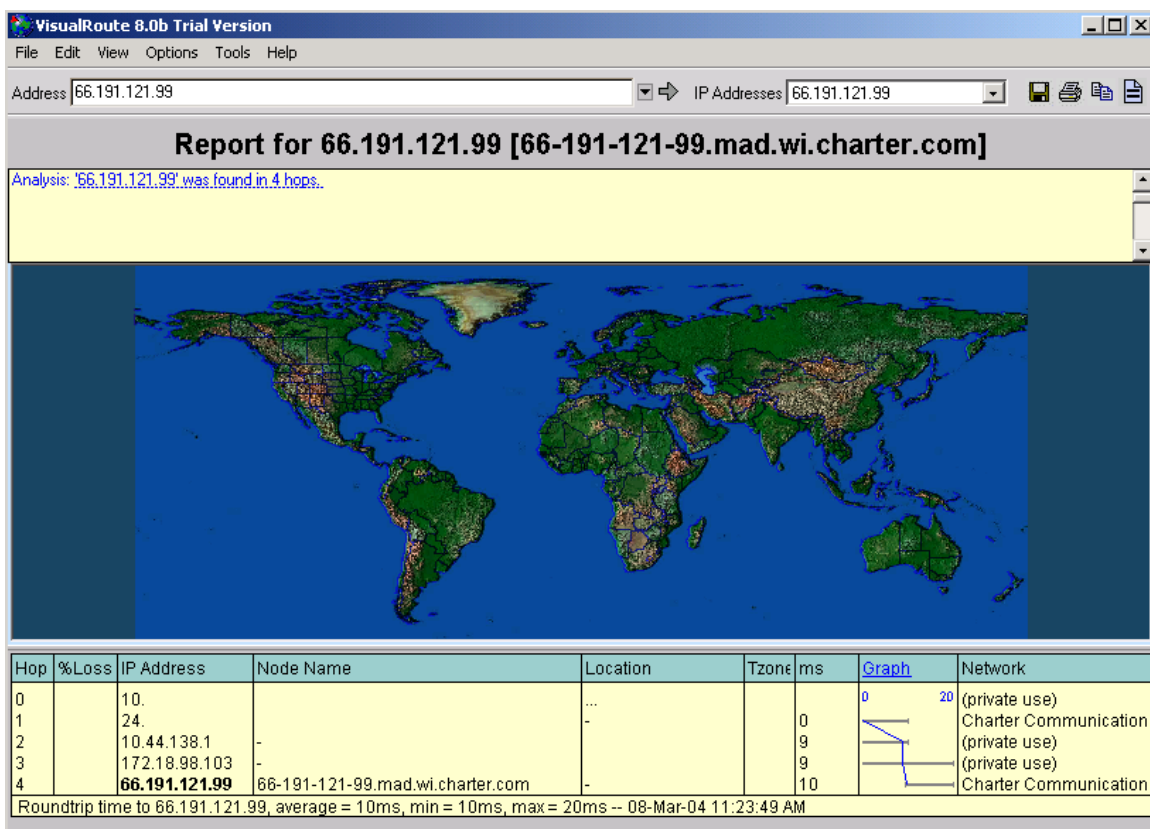 VisualRoute 8.0b Trial Version
File Edit View Options Tools Help
Address 66.191.121.99 IP Addresses 66.191.121.99
Report for 66.191.121.99 [66-191-121-99.mad.wi.charter.com]
Analysis: '66.191.121.99' was found in 4 hops.
Hop %Loss IP Address Node Name Location Tzone ms Graph Network
0 10. ... 0 20 (private use)
1 24. - 0 Charter Communication
2 10.44.138.1 - 9 (private use)
3 172.18.98.103 - 9 (private use)
4 66.191.121.99 66-191-121-99.mad.wi.charter.com - 10 Charter Communication
Roundtrip time to 66.191.121.99, average = 10ms, min = 10ms, max = 20ms -- 08-Mar-04 11:23:49 AM